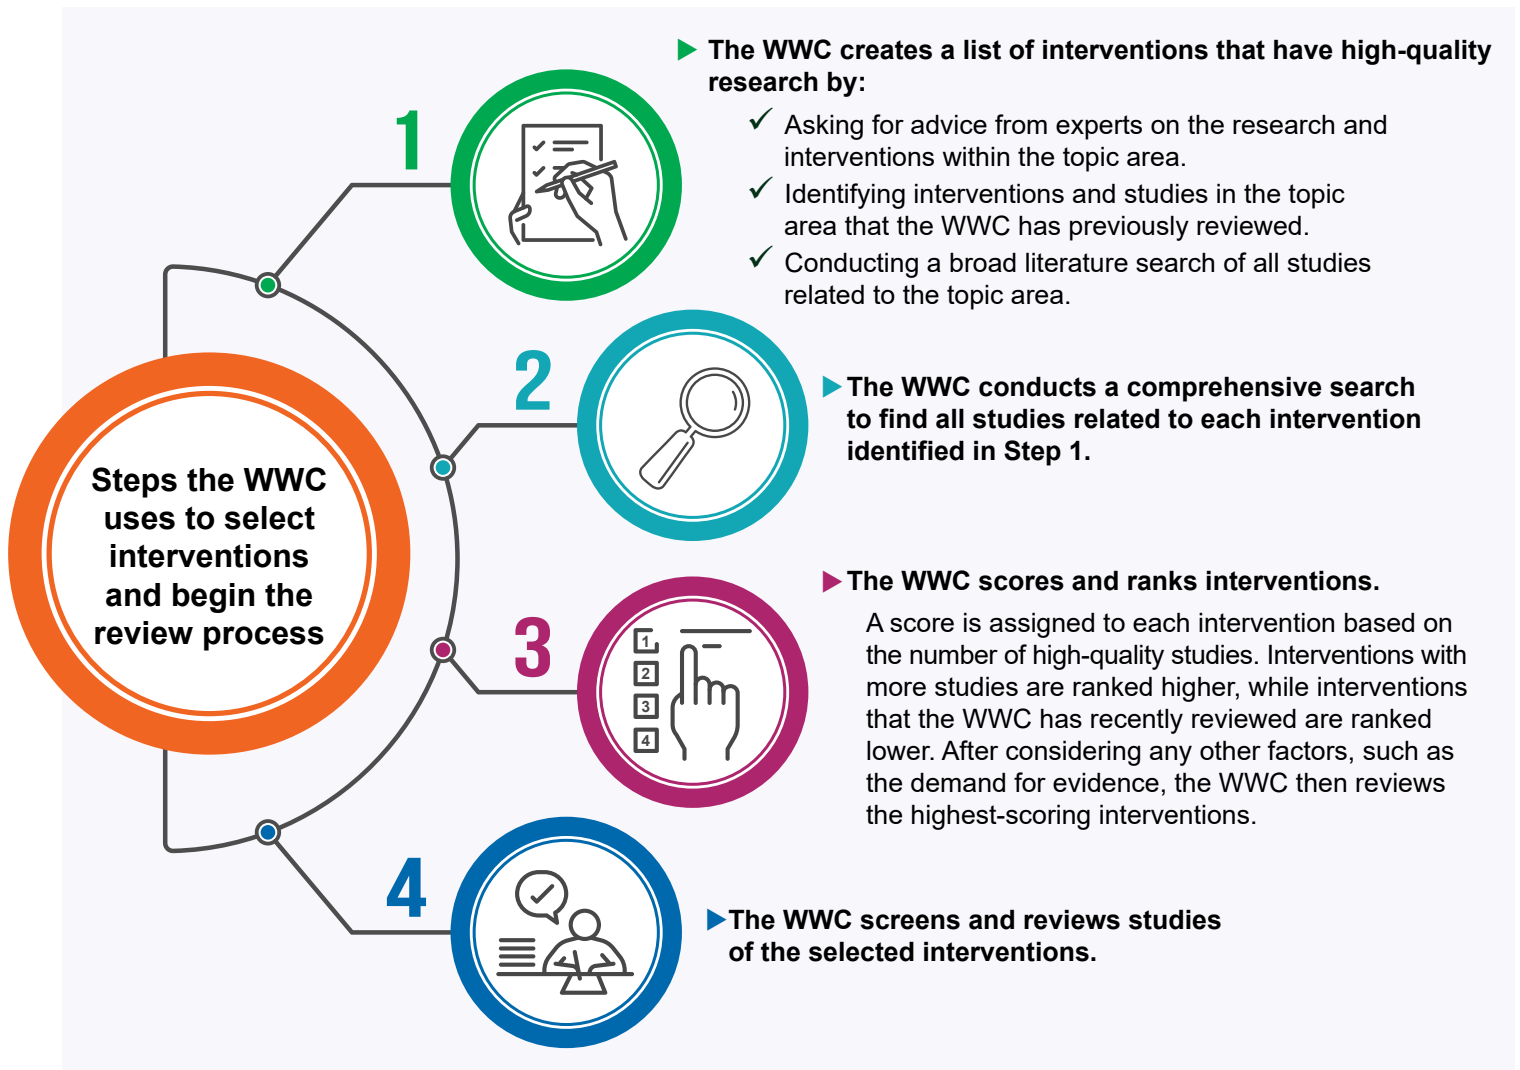 Steps the WWC
uses to select
interventions
and begin the
review process
1
The WWC creates a list of interventions that have high-quality
research by:
✓ Asking for advice from experts on the research and
interventions within the topic area.
✓ Identifying interventions and studies in the topic
area that the WWC has previously reviewed.
✓ Conducting a broad literature search of all studies
related to the topic area.
2
The WWC conducts a comprehensive search
to find all studies related to each intervention
identified in Step 1.
3
1
2
3
4
The WWC scores and ranks interventions.
A score is assigned to each intervention based on
the number of high-quality studies. Interventions with
more studies are ranked higher, while interventions
that the WWC has recently reviewed are ranked
lower. After considering any other factors, such as
the demand for evidence, the WWC then reviews
the highest-scoring interventions.
4
The WWC screens and reviews studies
of the selected interventions.